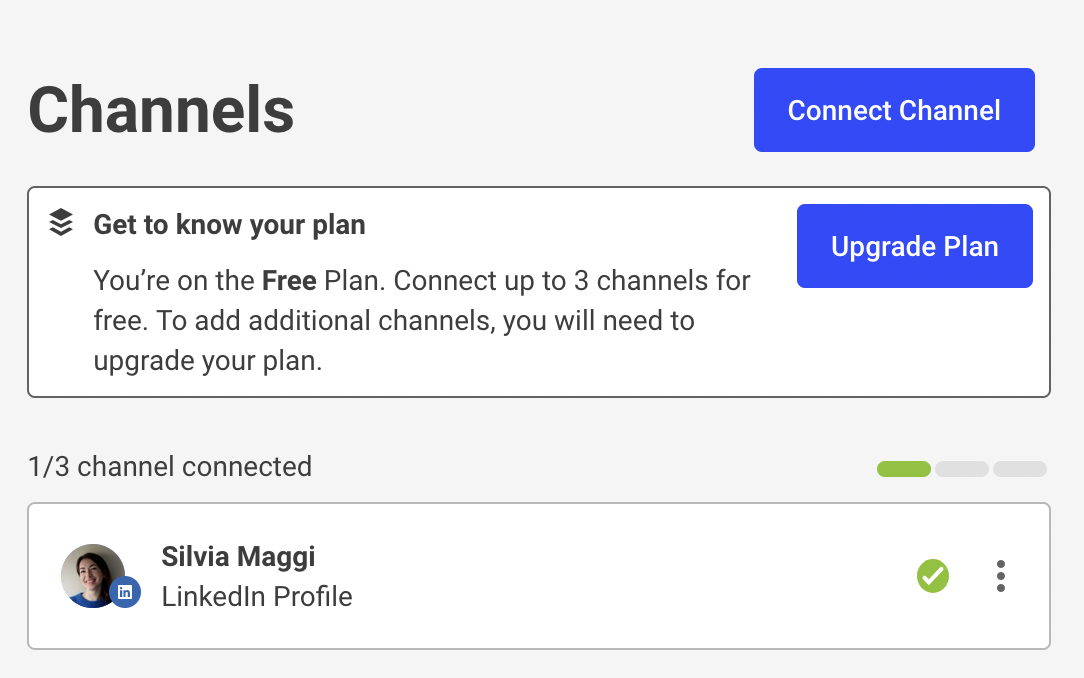 Channels
Connect Channel
Get to know your plan
Upgrade Plan
You’re on the Free Plan. Connect up to 3 channels for
free. To add additional channels, you will need to
upgrade your plan.
1/3 channel connected
Silvia Maggi
in
LinkedIn Profile